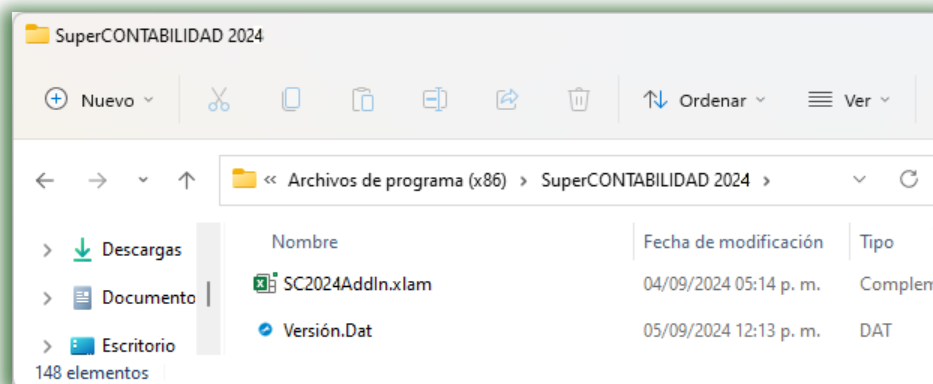 SuperCONTABILIDAD 2024
Nuevo Ordenar Ver
« Archivos de programa (x86) > SuperCONTABILIDAD 2024 >
Nombre Fecha de modificación Tipo
Descargas
SC2024AddIn.xlam 04/09/2024 05:14 p. m. Complem
Documento
Versión.Dat 05/09/2024 12:13 p. m. DAT
Escritorio
148 elementos